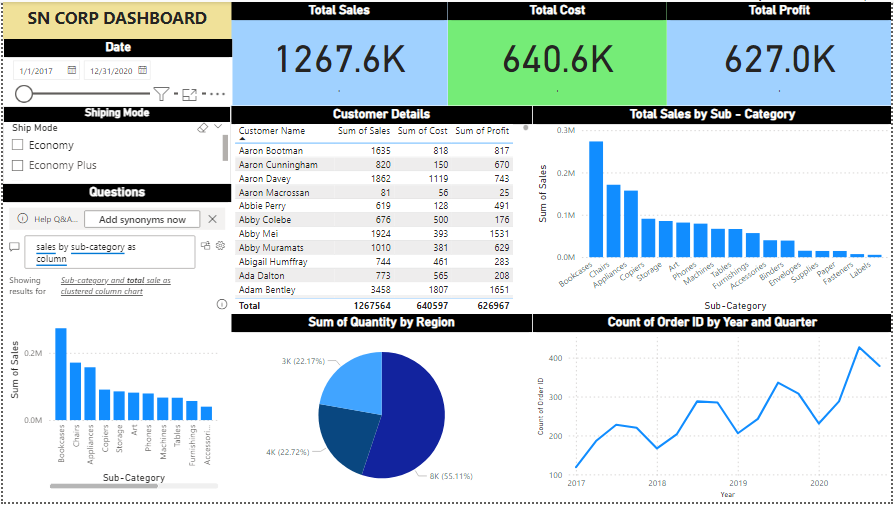 SN CORP DASHBOARD
Date
1/1/2017 12/31/2020
Shiping Mode
Ship Mode
Economy
Economy Plus
Questions
Help Q&A... Add synonyms now
sales by sub-category as
column
Showing
results for
Sub-category and total sale as
clustered column chart
Sum of Sales
0.2M
0.0M
Bookcases
Chairs
Appliances
Copiers
Storage
Art
Phones
Machines
Tables
Furnishings
Accessori...
Sub-Category
Total Sales
1267.6K
Total Cost
640.6K
Total Profit
627.0K
Customer Details
Customer Name Sum of Sales Sum of Cost Sum of Profit
Aaron Bootman 1635 818 817
Aaron Cunningham 820 150 670
Aaron Davey 1862 1119 743
Aaron Macrossan 81 56 25
Abbie Perry 619 128 491
Abby Colebe 676 500 176
Abby Mei 1924 393 1531
Abby Muramats 1010 381 629
Abigail Humffray 744 461 283
Ada Dalton 773 565 208
Adam Bentley 3458 1807 1651
Total 1267564 640597 626967
Total Sales by Sub - Category
Sum of Sales
0.3M
0.2M
0.1M
0.0M
Bookcases
Chairs
Appliances
Copiers
Storage
Art
Phones
Machines
Tables
Furnishings
Accessories
Binders
Envelopes
Supplies
Paper
Fasteners
Labels
Sub-Category
Sum of Quantity by Region
3K (22.17%)
4K (22.72%)
8K (55.11%)
Count of Order ID by Year and Quarter
Count of Order ID
400
300
200
100
2017 2018 2019 2020
Year